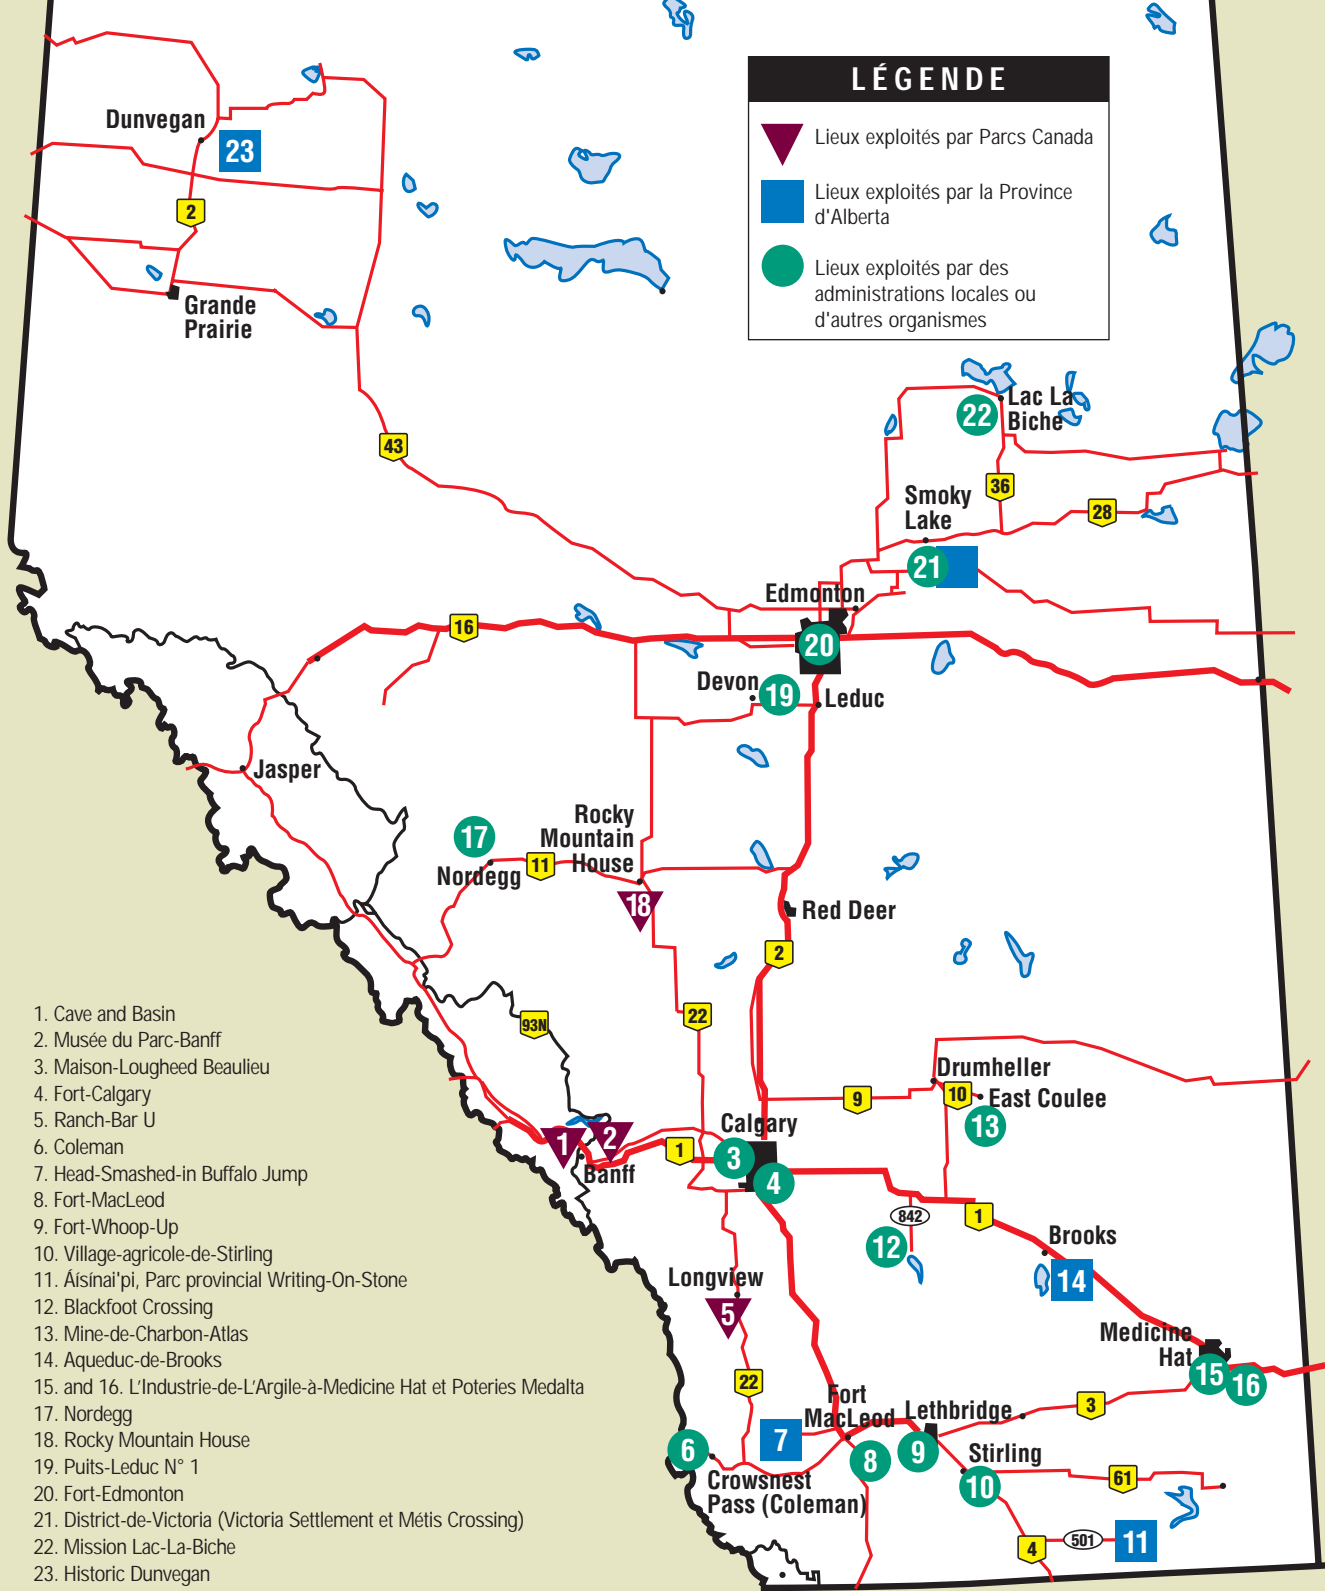 LÉGENDE
Lieux exploités par Parcs Canada
Lieux exploités par la Province
d'Alberta
Lieux exploités par des
administrations locales ou
d'autres organismes
Dunvegan
23
2
Grande
Prairie
43
Lac La
Biche
22
36
Smoky
Lake
28
21
Edmonton
16
20
Devon
19
Leduc
Jasper
Rocky
Mountain
House
17
Nordegg
11
18
Red Deer
2
22
93N
Drumheller
10
East Coulee
9
13
Calgary
1
2
1
3
4
Banff
842
1
12
Brooks
14
Longview
5
Medicine
Hat
15
16
22
Fort
MacLeod
Lethbridge
3
7
6
8
9
Stirling
10
61
Crowsnest
Pass (Coleman)
4
501
11
1. Cave and Basin
2. Musée du Parc-Banff
3. Maison-Lougheed Beaulieu
4. Fort-Calgary
5. Ranch-Bar U
6. Coleman
7. Head-Smashed-in Buffalo Jump
8. Fort-MacLeod
9. Fort-Whoop-Up
10. Village-agricole-de-Stirling
11. Áísínai'pi, Parc provincial Writing-On-Stone
12. Blackfoot Crossing
13. Mine-de-Charbon-Atlas
14. Aqueduc-de-Brooks
15. and 16. L'Industrie-de-L'Argile-à-Medicine Hat et Poteries Medalta
17. Nordegg
18. Rocky Mountain House
19. Puits-Leduc N° 1
20. Fort-Edmonton
21. District-de-Victoria (Victoria Settlement et Métis Crossing)
22. Mission Lac-La-Biche
23. Historic Dunvegan